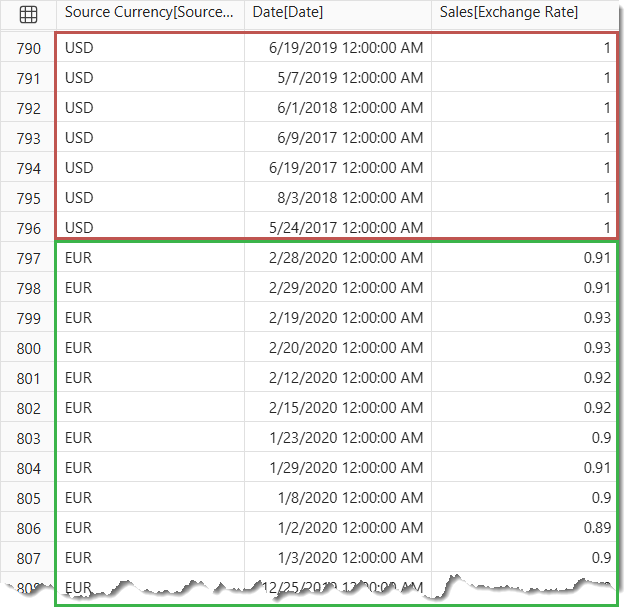 Source Currency[Source... Date[Date] Sales[Exchange Rate]
790 USD 6/19/2019 12:00:00 AM 1
791 USD 5/7/2019 12:00:00 AM 1
792 USD 6/1/2018 12:00:00 AM 1
793 USD 6/9/2017 12:00:00 AM 1
794 USD 6/19/2017 12:00:00 AM 1
795 USD 8/3/2018 12:00:00 AM 1
796 USD 5/24/2017 12:00:00 AM 1
797 EUR 2/28/2020 12:00:00 AM 0.91
798 EUR 2/29/2020 12:00:00 AM 0.91
799 EUR 2/19/2020 12:00:00 AM 0.93
800 EUR 2/20/2020 12:00:00 AM 0.93
801 EUR 2/12/2020 12:00:00 AM 0.92
802 EUR 2/15/2020 12:00:00 AM 0.92
803 EUR 1/23/2020 12:00:00 AM 0.9
804 EUR 1/29/2020 12:00:00 AM 0.91
805 EUR 1/8/2020 12:00:00 AM 0.9
806 EUR 1/2/2020 12:00:00 AM 0.89
807 EUR 1/3/2020 12:00:00 AM 0.9
808 EUR 12/25/2019 12:00:00 AM